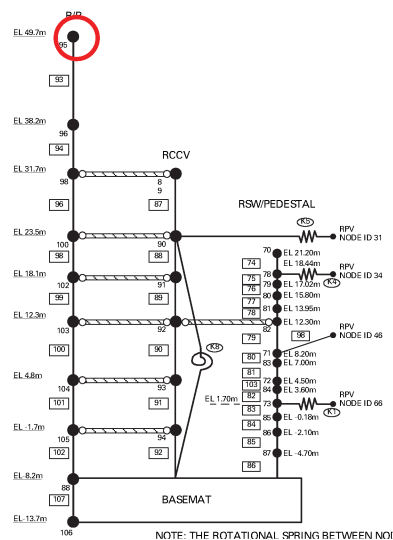 R/B
EL 49.7m
95
93
EL 38.2m
96
94
RCCV
EL 31.7m
98
8
9
96
87
RSW/PEDESTAL
K5
EL 23.5m
100
90
RPV
NODE ID 31
98
88
70
EL 21.20m
74
EL 18.44m
EL 18.1m
102
91
78
RPV
NODE ID 34
K4
75
79
EL 17.02m
76
99
89
80
EL 15.80m
77
81
EL 13.95m
78
EL 12.3m
103
92
82
EL 12.30m
79
98
RPV
NODE ID 46
100
90
K8
71
EL 8.20m
80
83
EL 7.00m
81
EL 4.8m
104
93
72
EL 4.50m
103
84
EL 3.60m
82
EL 1.70m
73
RPV
NODE ID 66
K1
101
91
83
85
EL -0.18m
84
EL -1.7m
105
94
86
EL -2.10m
85
102
92
87
EL -4.70m
86
EL-8.2m
88
107
BASEMAT
EL-13.7m
106
NOTE: THE ROTATIONAL SPRING BETWEEN